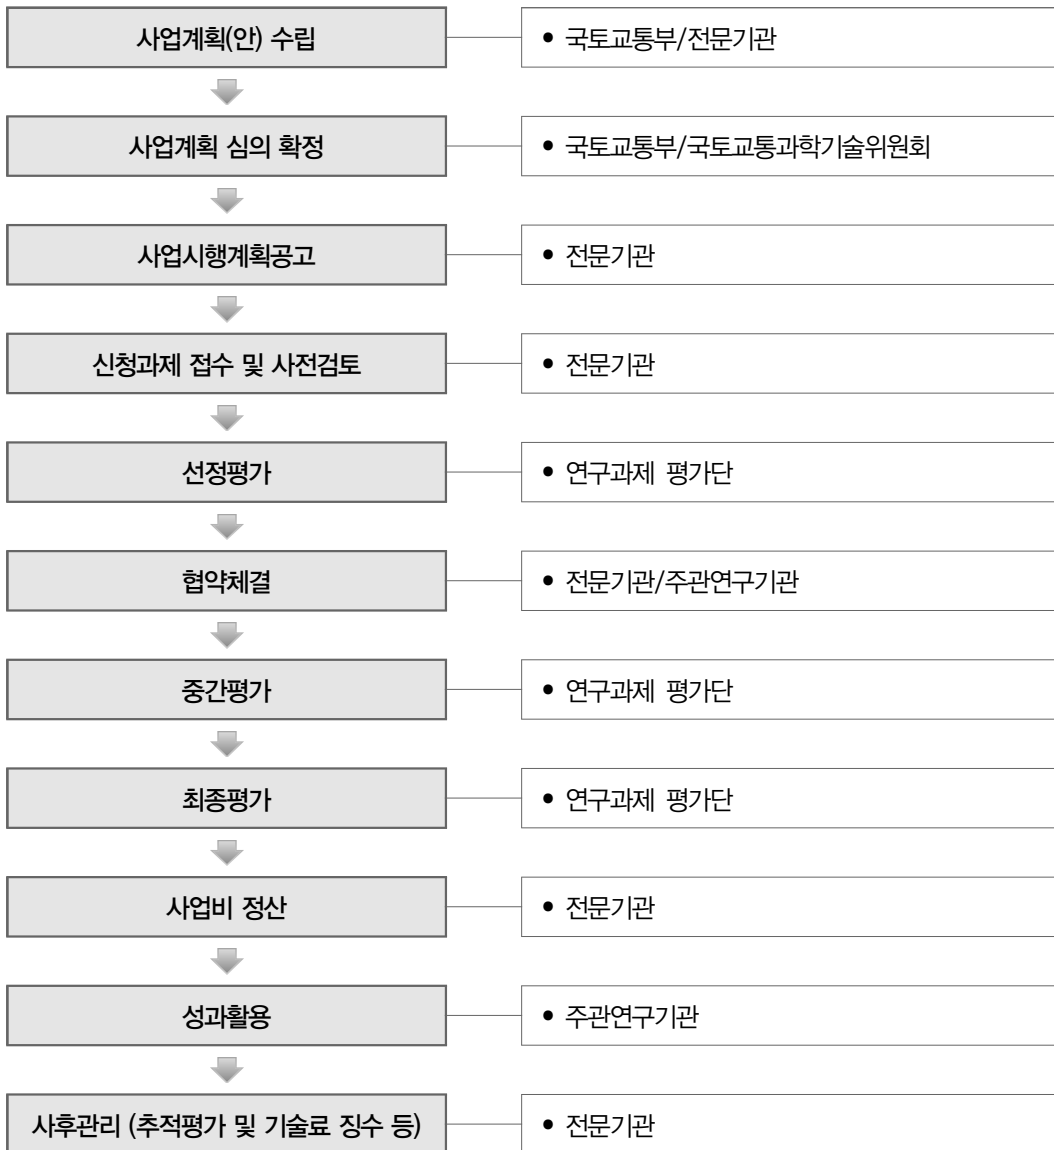 사업계획(안) 수립
• 국토교통부/전문기관
사업계획 심의 확정
• 국토교통부/국토교통과학기술위원회
사업시행계획공고
• 전문기관
신청과제 접수 및 사전검토
• 전문기관
선정평가
• 연구과제 평가단
협약체결
• 전문기관/주관연구기관
중간평가
• 연구과제 평가단
최종평가
• 연구과제 평가단
사업비 정산
• 전문기관
성과활용
• 주관연구기관
사후관리 (추적평가 및 기술료 징수 등)
• 전문기관